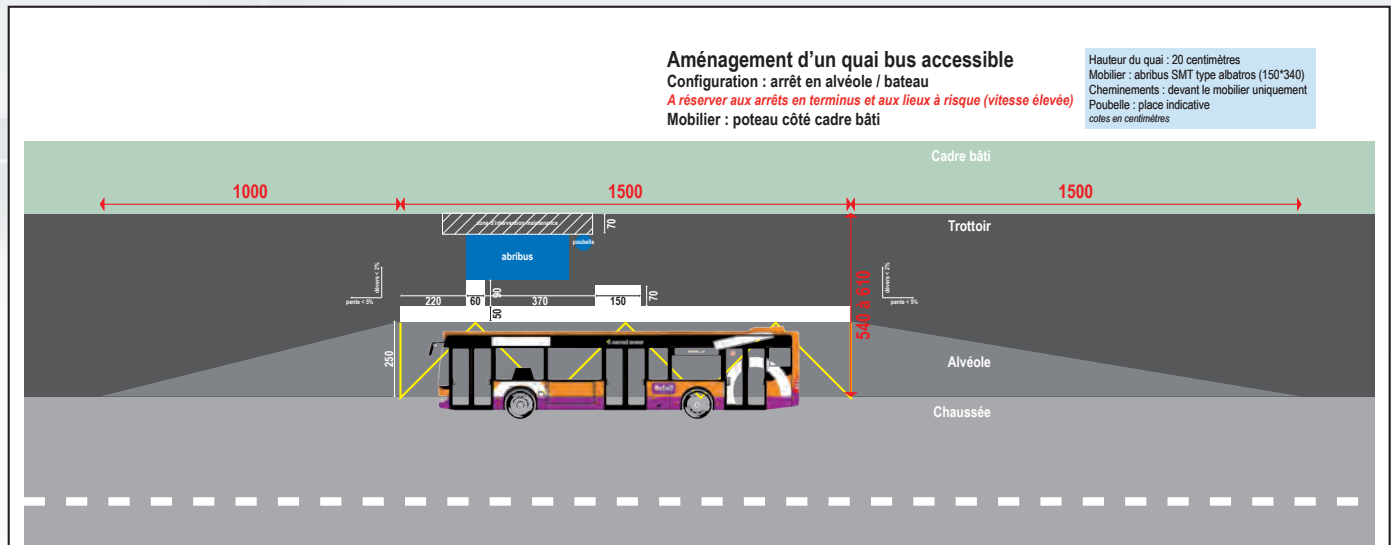 Aménagement d'un quai bus accessible
Configuration : arrêt en alvéole / bateau
A réserver aux arrêts en terminus et aux lieux à risque (vitesse élevée)
Mobilier : poteau côté cadre bâti
Hauteur du quai : 20 centimètres
Mobilier : abribus SMT type albatros (150*340)
Cheminements : devant le mobilier uniquement
Poubelle : place indicative
cotes en centimètres
Cadre bâti
1000
1500
1500
zone d'intervention maintenance
70
Trottoir
poubelle
abribus
dévers < 2%
pente < 5%
220
60
90
370
150
70
50
540 à 610
dévers < 2%
pente < 5%
250
Alvéole
Chaussée